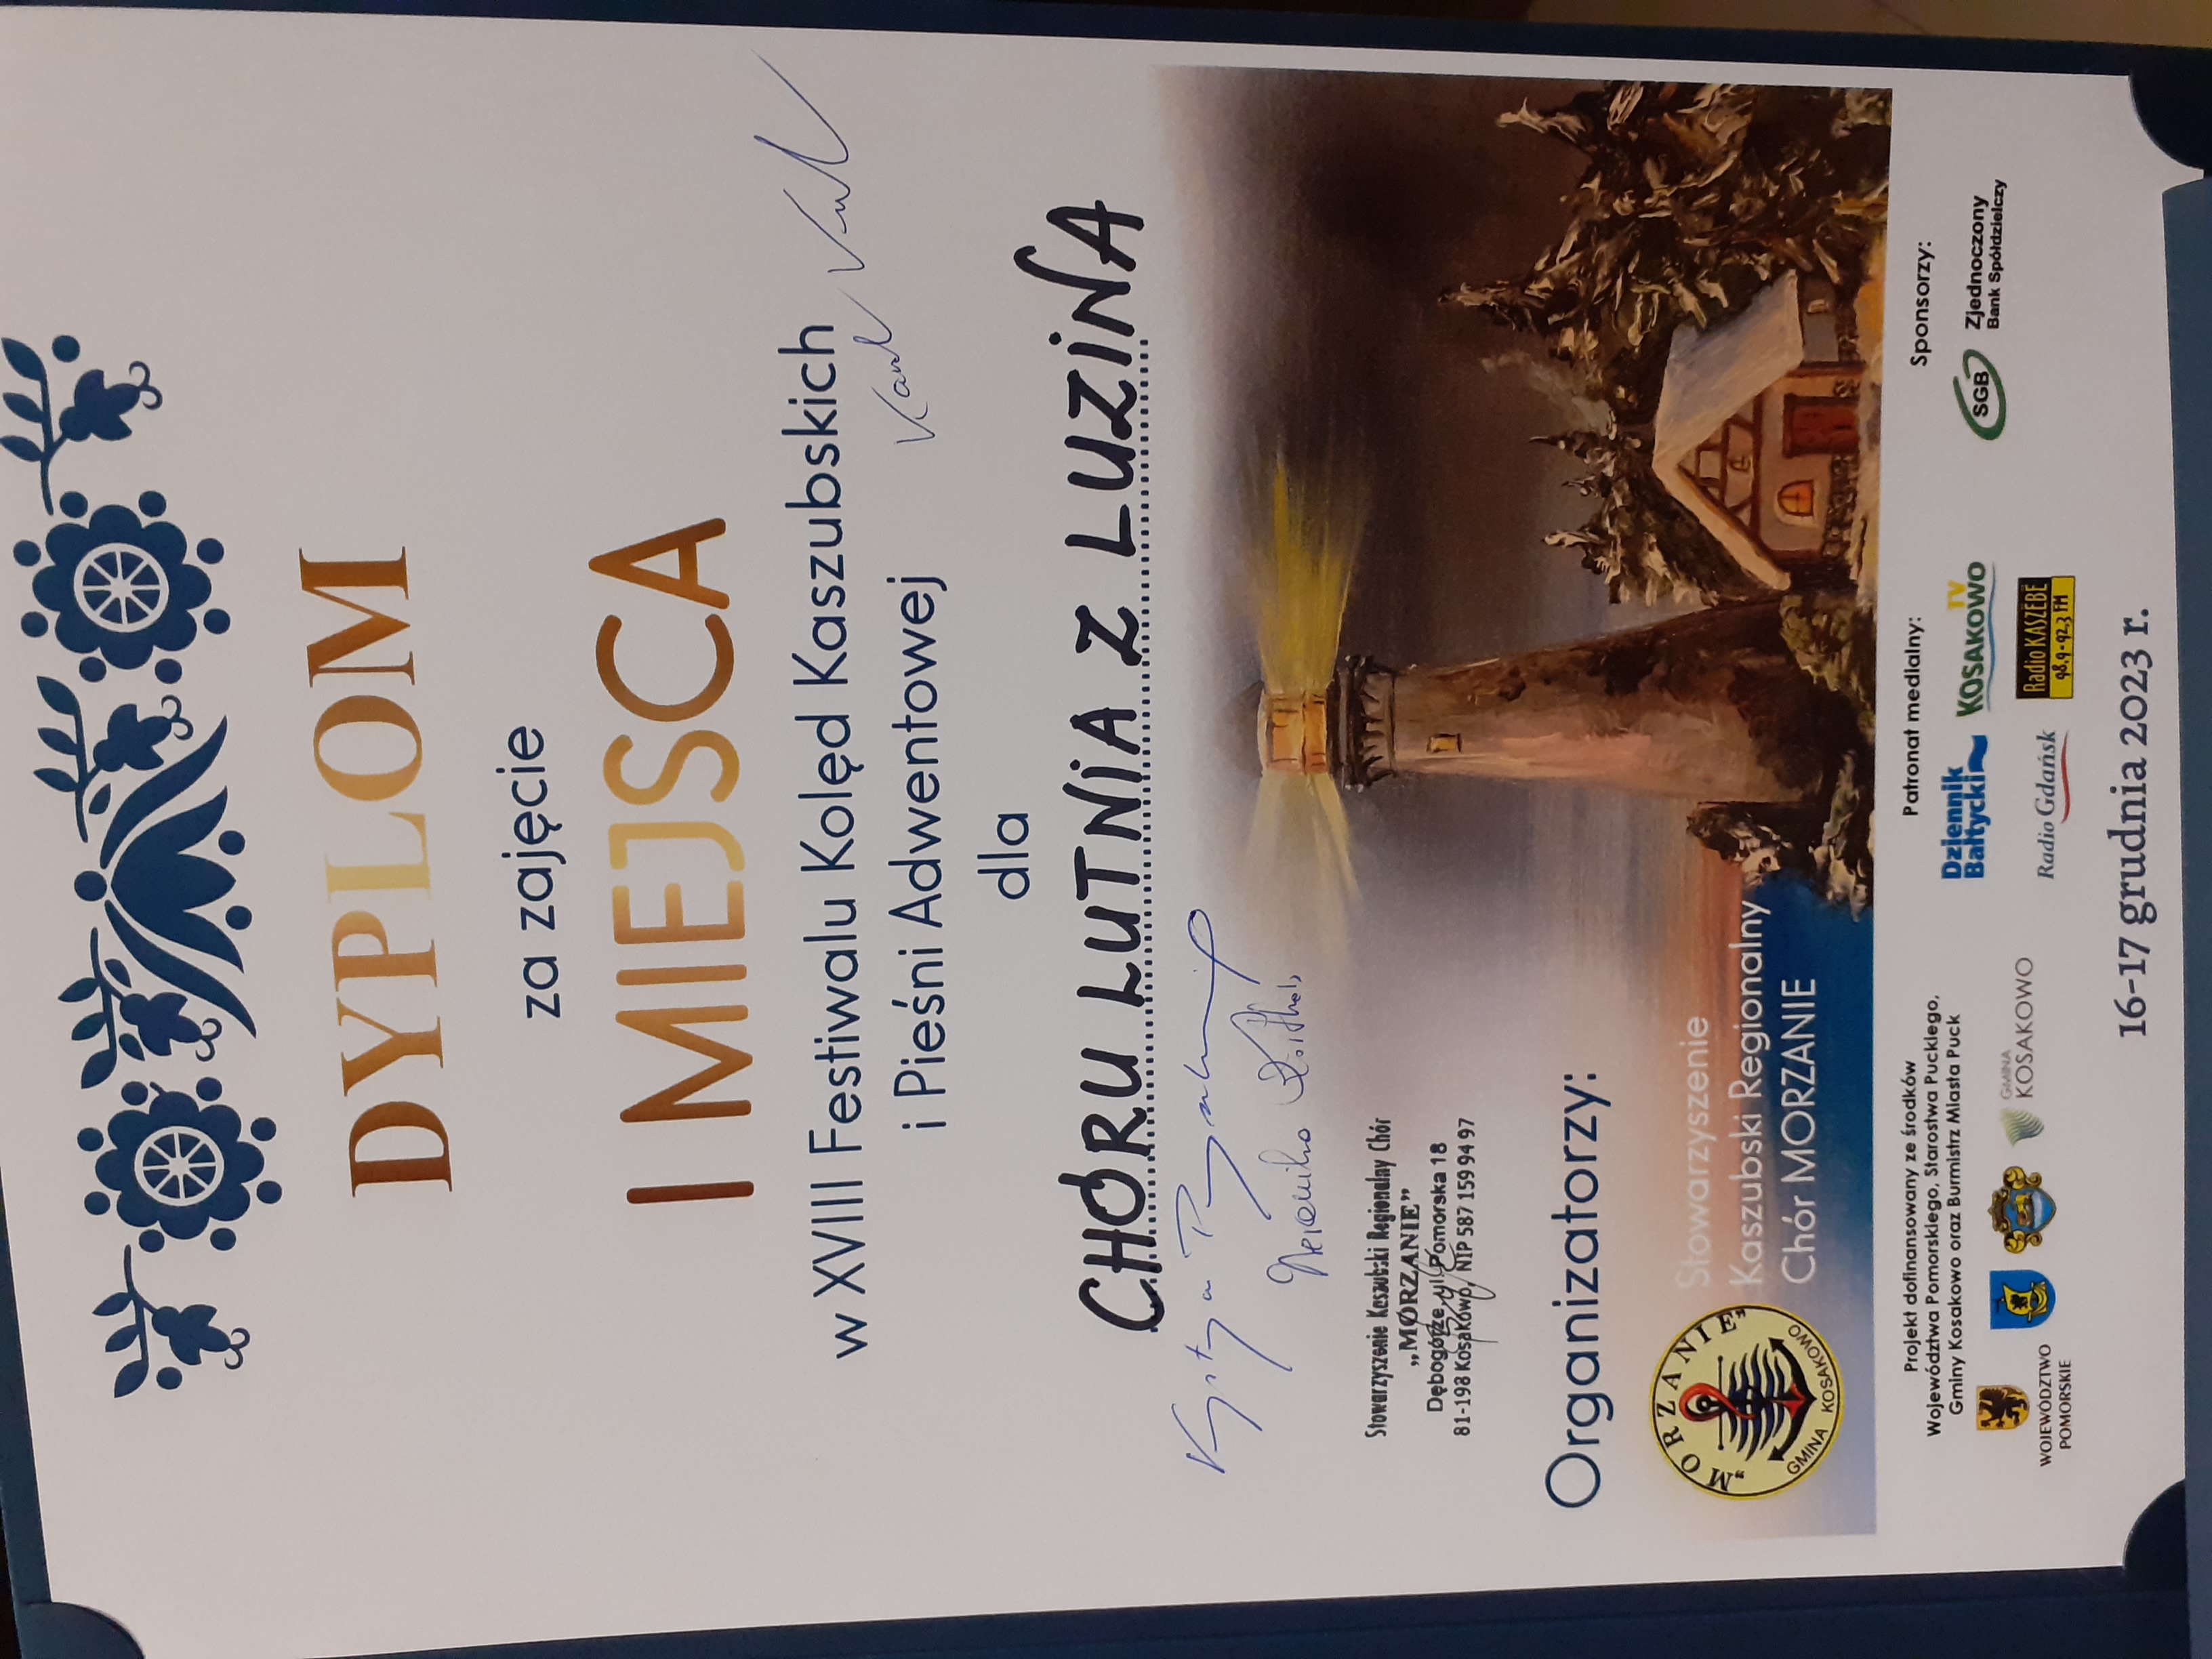 DYPLOM
za zajęcie
I MIEJSCA
w XVIII Festiwalu Kolęd Kaszubskich
i Pieśni Adwentowej
dla
CHÓRU LUTNIA Z LUZINA
Stowarzyszenie Kaszubski Regionalny Chór
„MORZANIE”
Dębogórze ul. Pomorska 18
81-198 Kosakowo, NIP 587 159 94 97
Organizatorzy:
„MORZANIE”
GMINA KOSAKOWO
Stowarzyszenie
Kaszubski Regionalny
Chór MORZANIE
Projekt dofinansowany ze środków
Województwa Pomorskiego, Starostwa Puckiego,
Gminy Kosakowo oraz Burmistrz Miasta Puck
WOJEWÓDZTWO
POMORSKIE
GMINA
KOSAKOWO
Patronat medialny:
Dziennik
Bałtycki
TV
KOSAKOWO
Radio Gdańsk
Radio KASZËBË
98.9 - 92.3 FM
Sponsorzy:
SGB
Zjednoczony
Bank Spółdzielczy
16-17 grudnia 2023 r.